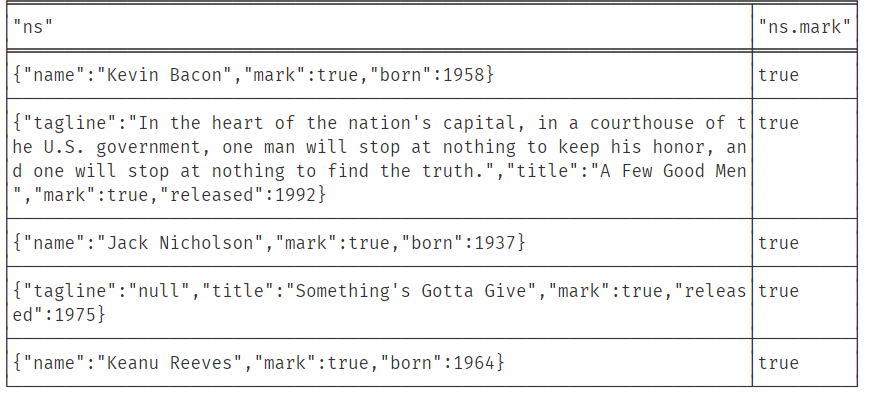 "ns" "ns.mark"
{"name":"Kevin Bacon","mark":true,"born":1958} true
{"tagline":"In the heart of the nation's capital, in a courthouse of t true
he U.S. government, one man will stop at nothing to keep his honor, an
d one will stop at nothing to find the truth.","title":"A Few Good Men
","mark":true,"released":1992}
{"name":"Jack Nicholson","mark":true,"born":1937} true
{"tagline":"null","title":"Something's Gotta Give","mark":true,"releas true
ed":1975}
{"name":"Keanu Reeves","mark":true,"born":1964} true